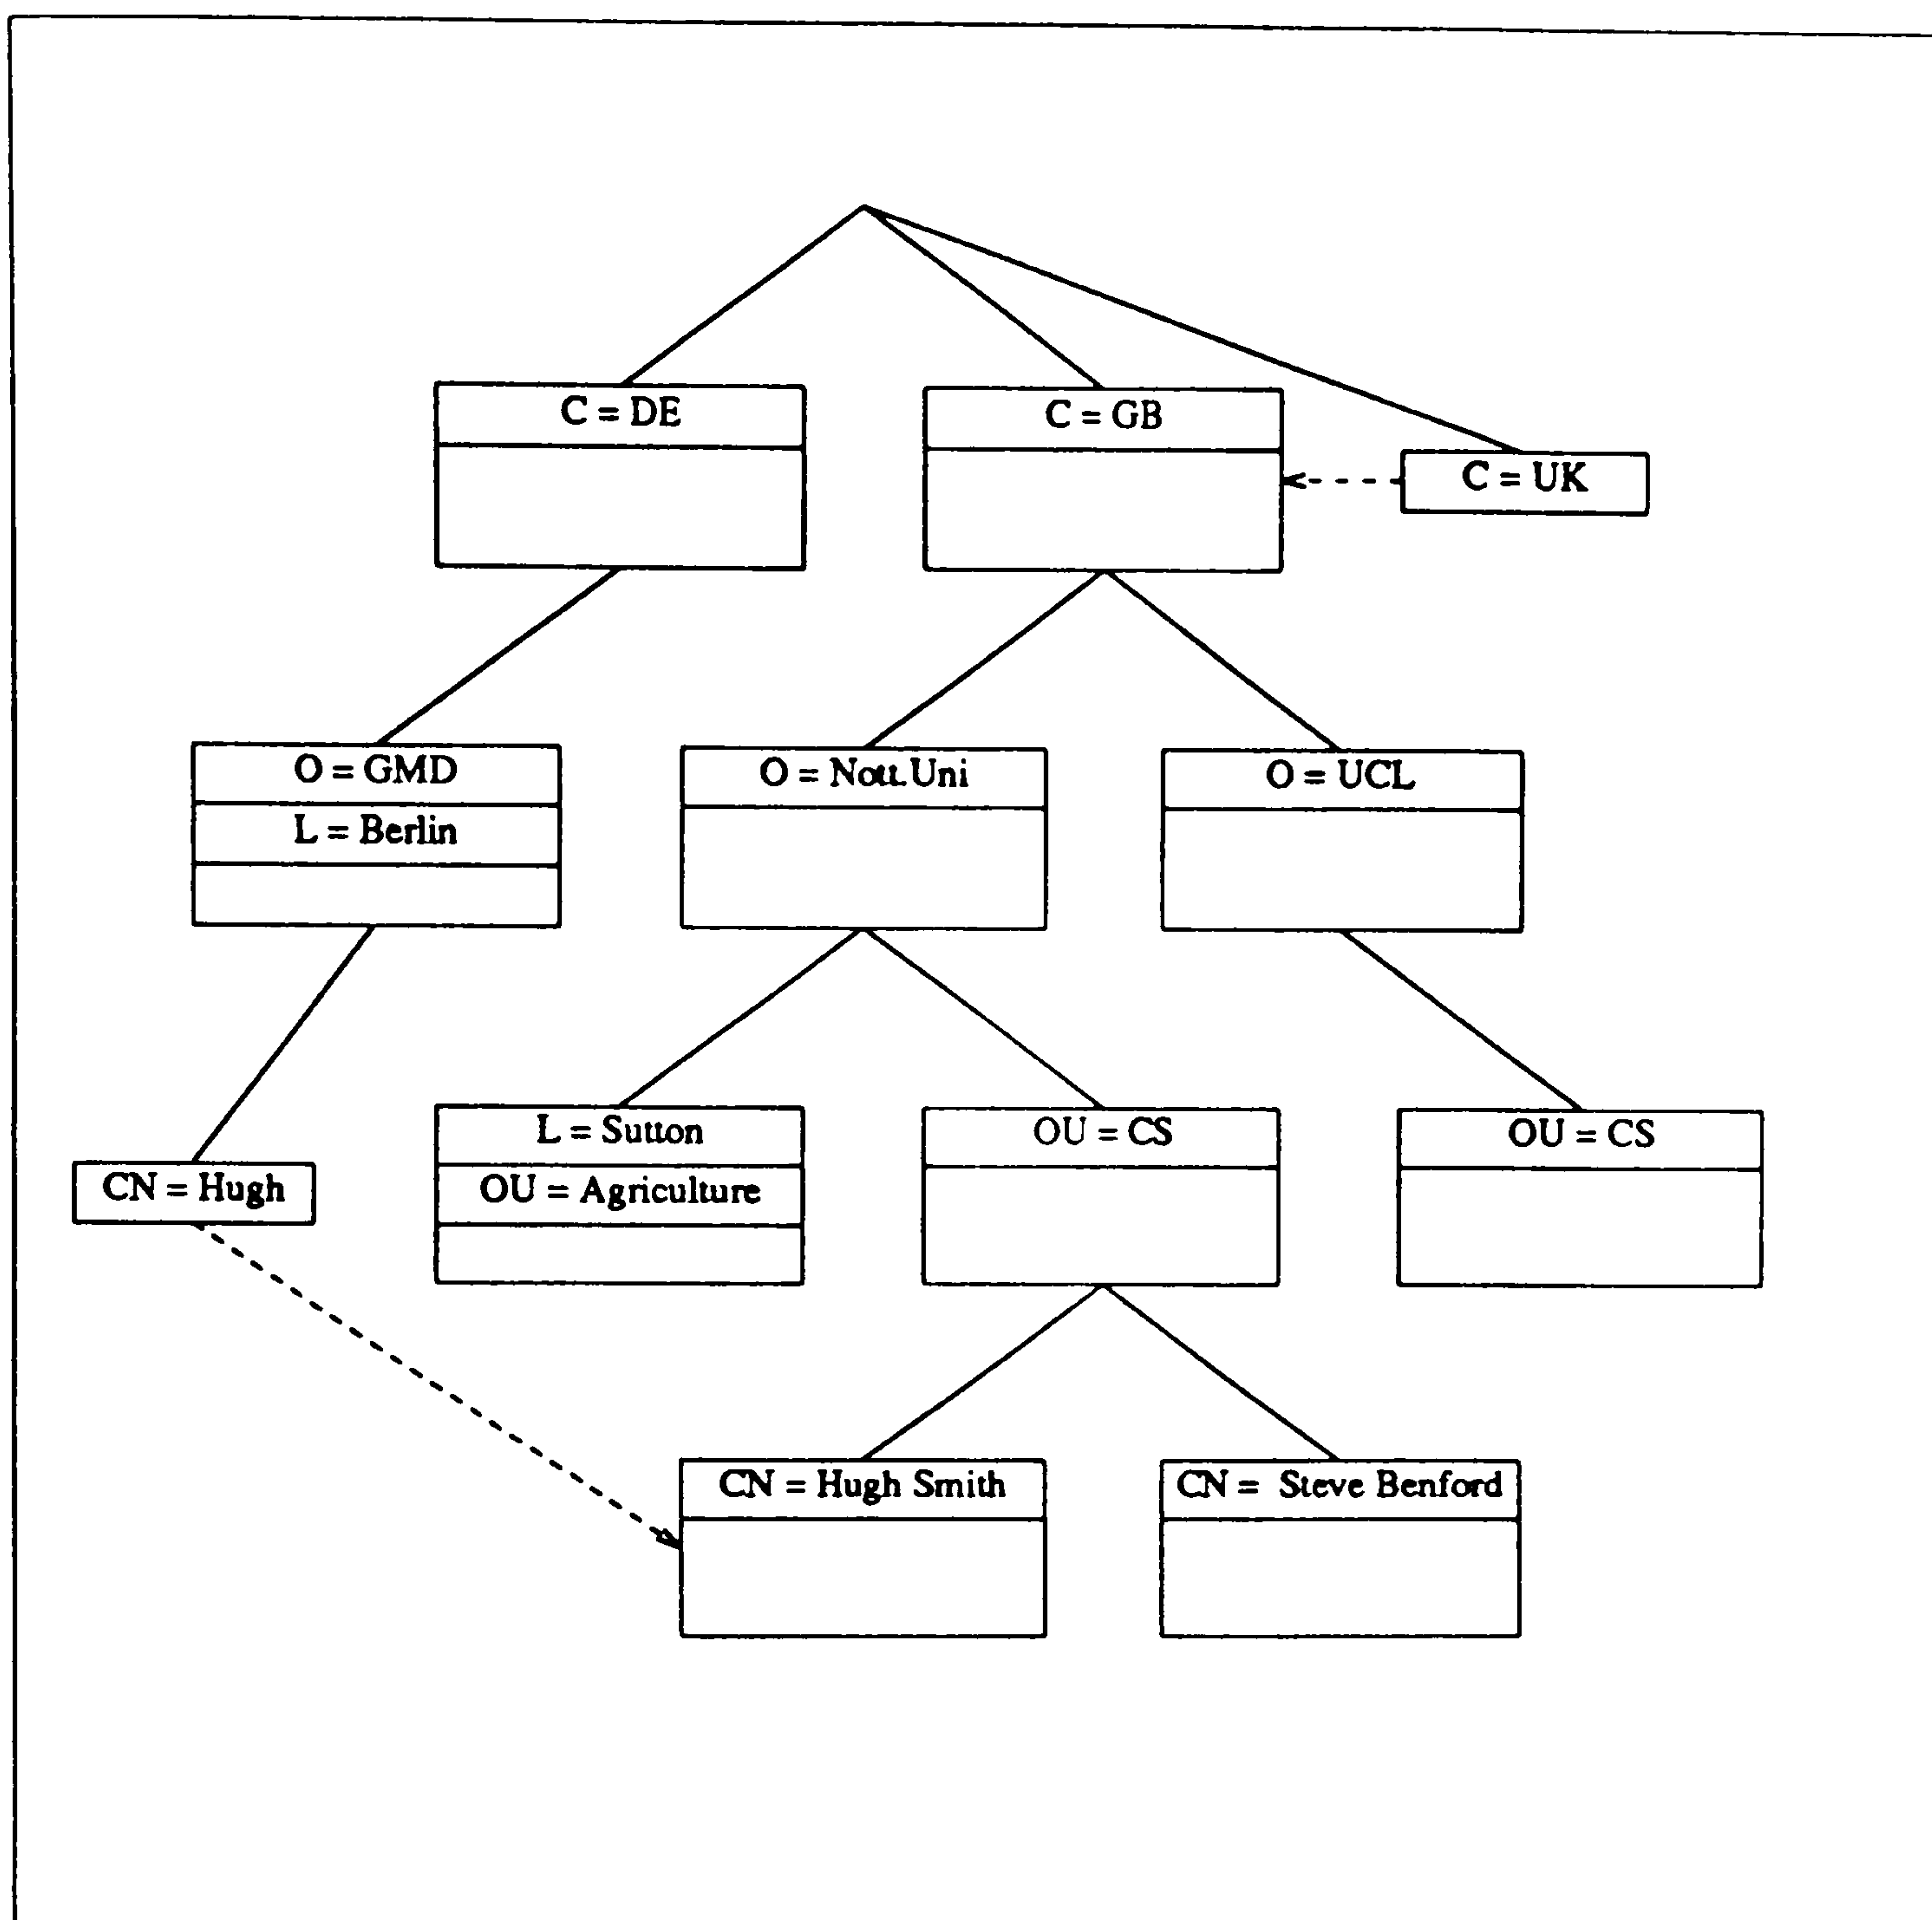 C = DE
C = GB
C = UK
O = GMD
L = Berlin
O = Nott.Uni
O = UCL
L = Sutton
OU = Agriculture
OU = CS
OU = CS
CN = Hugh
CN = Hugh Smith
CN = Steve Benford